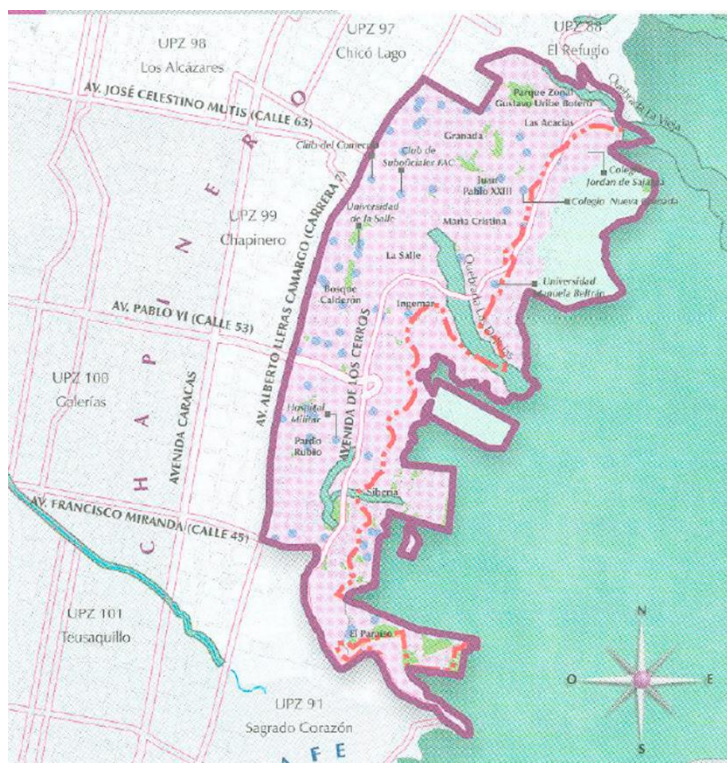 UPZ 98
Los Alcázares
UPZ 97
Chicó Lago
UPZ 88
El Refugio
AV. JOSÉ CELESTINO MUTIS (CALLE 63)
Parque Zonal
Gustavo Uribe Botero
Quebrada La Vieja
Las Acacias
Granada
Club del Comercio
Club de
Suboficiales FAC
Juan
Pablo XXIII
Jordan de Sajonia
Colegio Nueva Granada
UPZ 99
Chapinero
Universidad
de la Salle
María Cristina
La Salle
AV. ALBERTO LLERAS CAMARGO (CARRERA 7)
Bosque
Calderón
Ingemar
Quebrada Las Delicias
Universidad
Manuela Beltrán
AV. PABLO VI (CALLE 53)
AVENIDA DE LOS CERROS
UPZ 100
Galerías
AVENIDA CARACAS
CHAPINERO
Hospital
Militar
Pardo
Rubio
Siberia
AV. FRANCISCO MIRANDA (CALLE 45)
UPZ 101
Teusaquillo
El Paraíso
UPZ 91
Sagrado Corazón
AFE
N
O
E
S